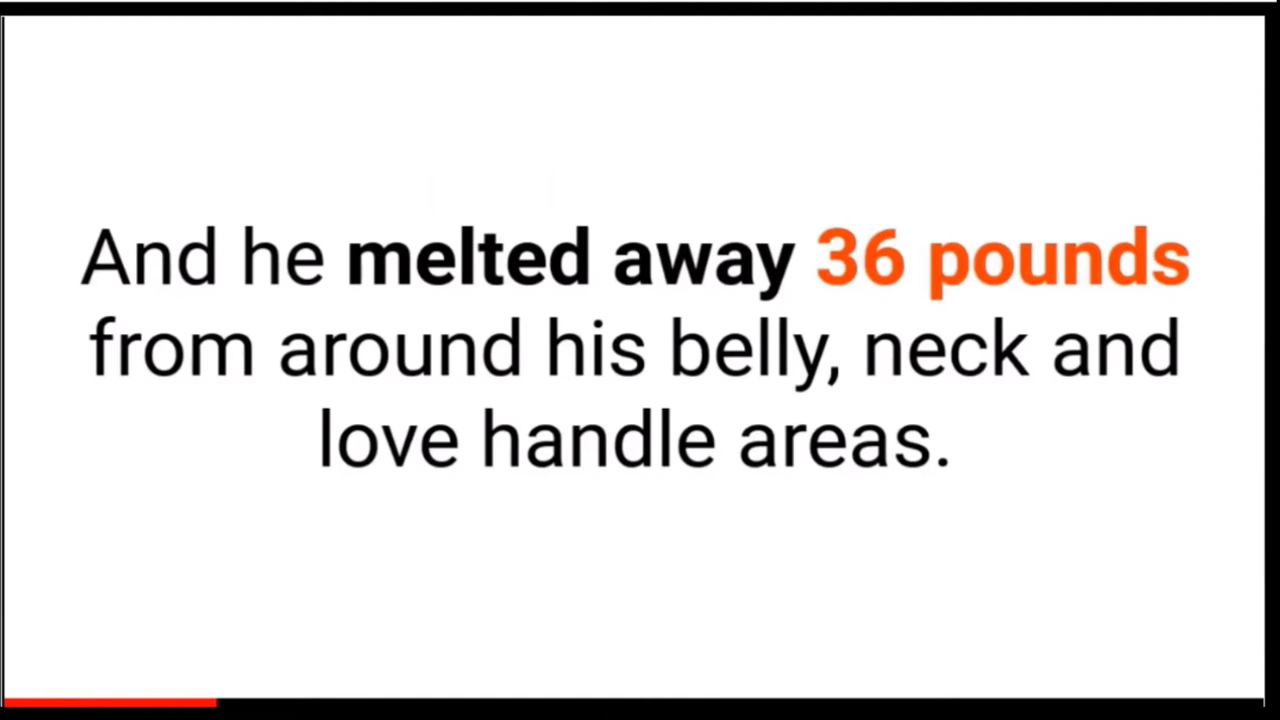 And he melted away 36 pounds
from around his belly, neck and
love handle areas.